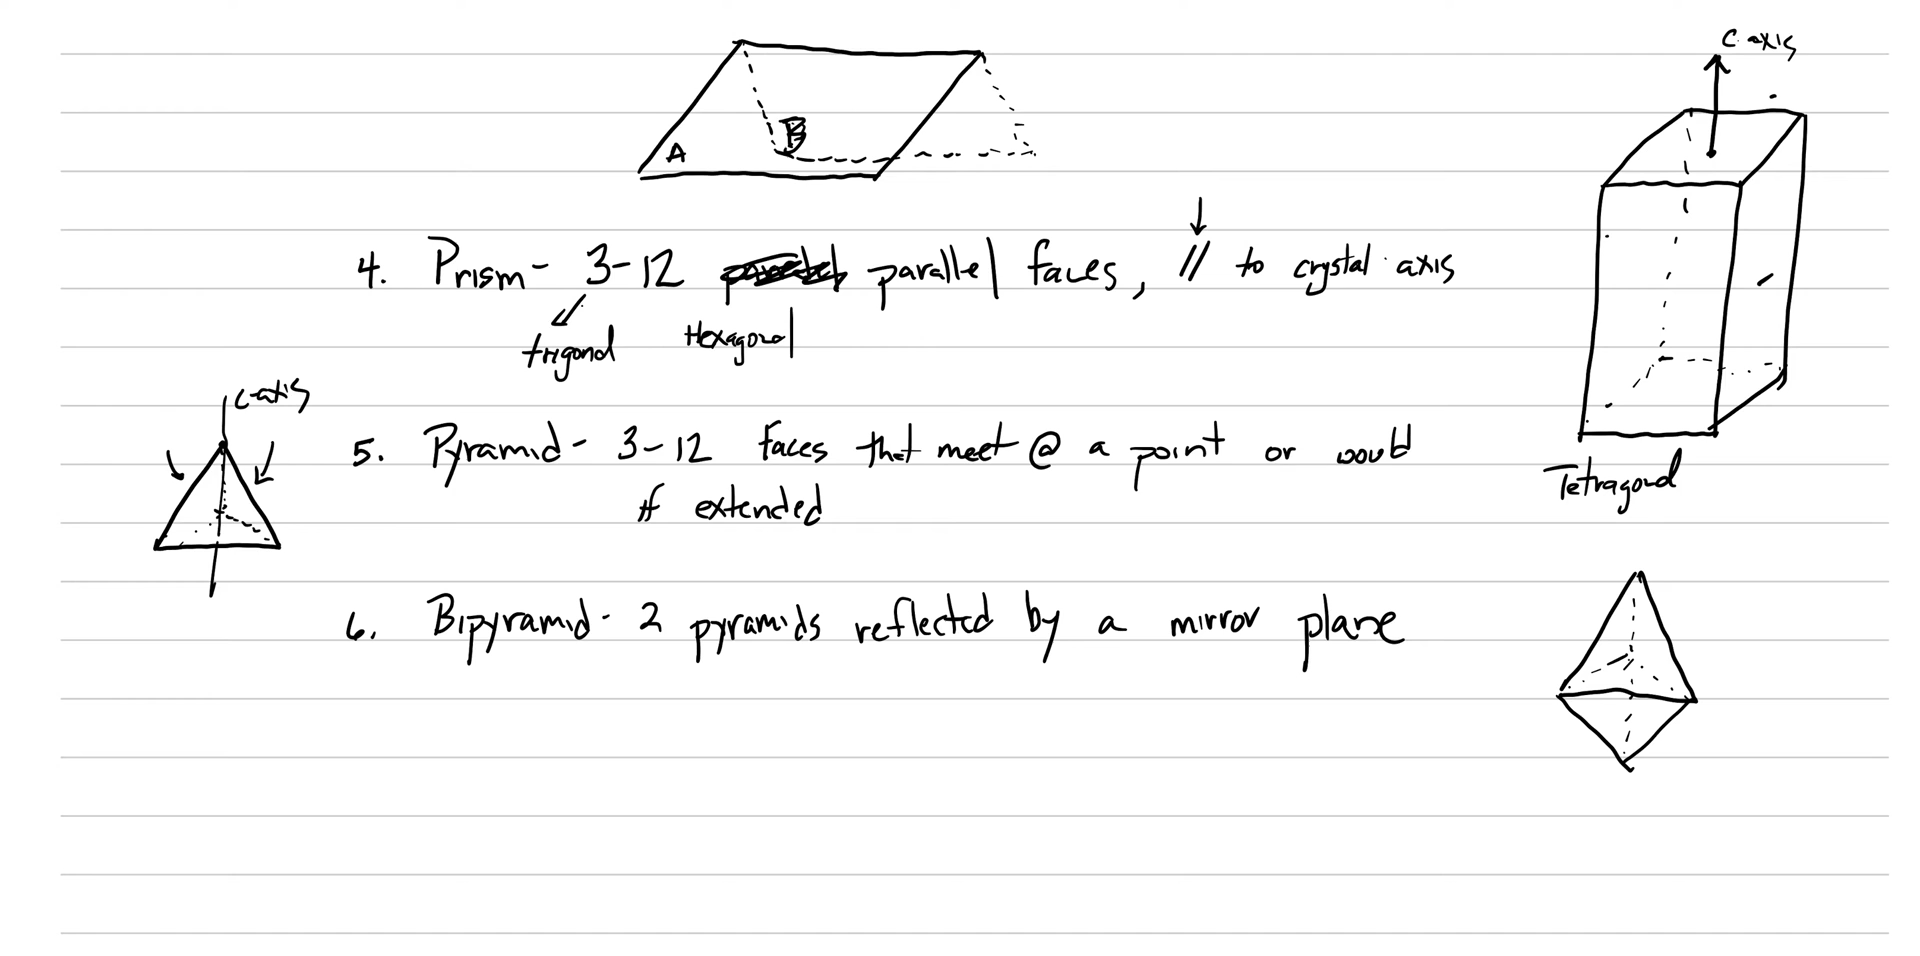 c-axis
A
B
4. Prism- 3-12 parallel faces, // to crystal axis
trigonal Hexagonal
c-axis
5. Pyramid- 3-12 faces that meet @ a point or would
if extended
Tetragonal
6. Bipyramid- 2 pyramids reflected by a mirror plane